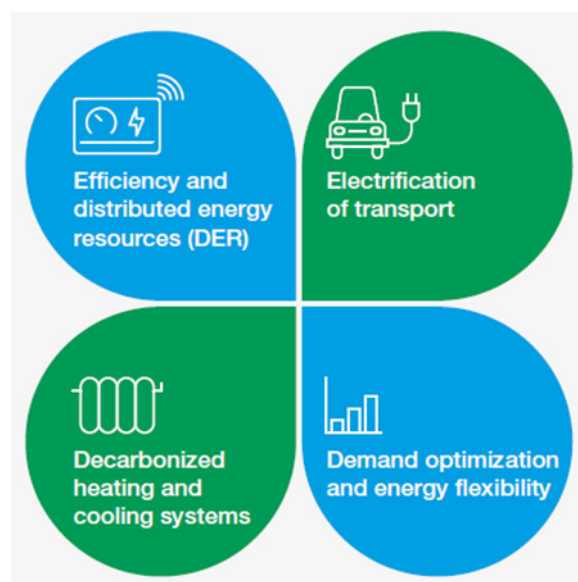 Efficiency and
distributed energy
resources (DER)
Electrification
of transport
Decarbonized
heating and
cooling systems
Demand optimization
and energy flexibility